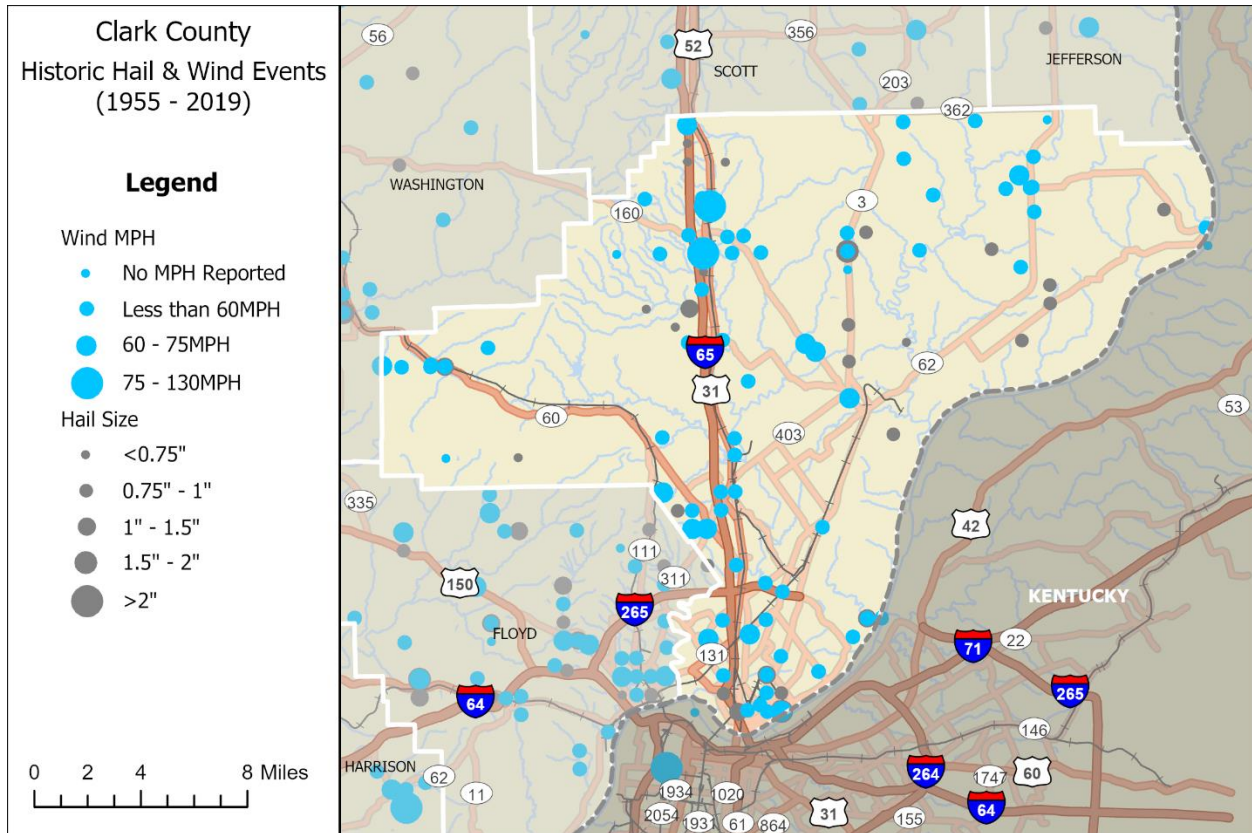 Clark County
Historic Hail & Wind Events
(1955 - 2019)
Legend
Wind MPH
No MPH Reported
Less than 60MPH
60 - 75MPH
75 - 130MPH
Hail Size
<0.75"
0.75" - 1"
1" - 1.5"
1.5" - 2"
>2"
0 2 4 8 Miles
56
52
356
SCOTT
JEFFERSON
203
362
WASHINGTON
160
3
65
31
62
60
403
53
335
42
111
150
311
KENTUCKY
265
FLOYD
71
22
131
265
64
146
HARRISON
62
264
1747
60
11
1934
1020
64
31
155
2054
1931
61
864